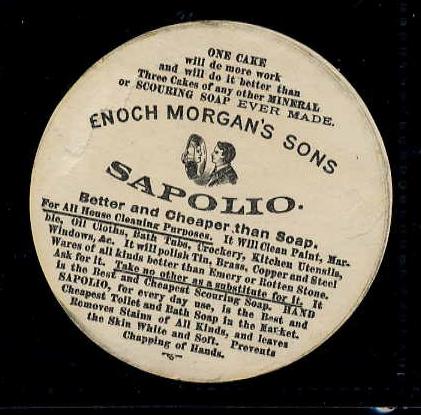 ONE CAKE
will do more work
and will do it better than
Three Cakes of any other MINERAL
or SCOURING SOAP EVER MADE.
ENOCH MORGAN'S SONS
SAPOLIO.
Better and Cheaper than Soap.
For All House Cleaning Purposes. It Will Clean Paint, Mar-
ble, Oil Cloths, Bath Tubs, Crockery, Kitchen Utensils,
Windows, &c. It will polish Tin, Brass, Copper and Steel
Wares of all kinds better than Emery or Rotten Stone.
Ask for it. Take no other as a substitute for it. It
is the Best and Cheapest Scouring Soap. HAND
SAPOLIO, for every day use, is the Best and
Cheapest Toilet and Bath Soap in the Market.
Removes Stains of All Kinds, and leaves
the Skin White and Soft. Prevents
Chapping of Hands.